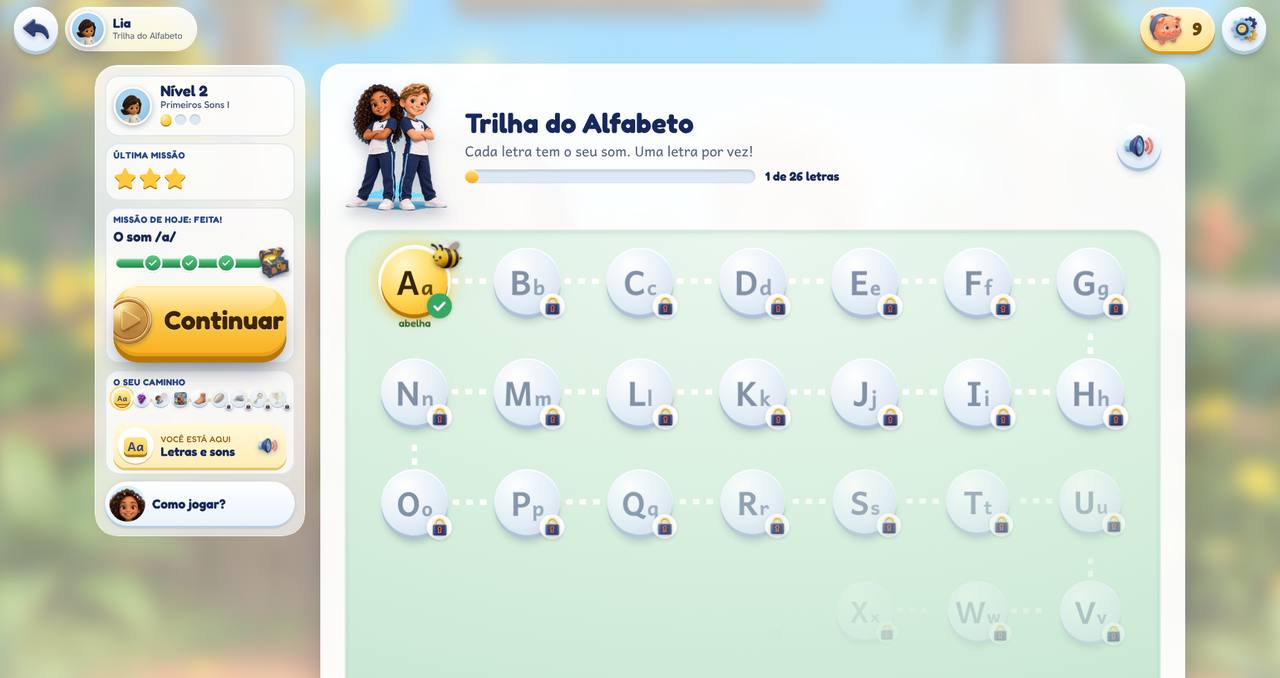 Lia
Trilha do Alfabeto
9
Nível 2
Primeiros Sons I
ÚLTIMA MISSÃO
MISSÃO DE HOJE: FEITA!
O som /a/
Continuar
O SEU CAMINHO
Aa
Aa
VOCÊ ESTÁ AQUI
Letras e sons
Como jogar?
Trilha do Alfabeto
Cada letra tem o seu som. Uma letra por vez!
1 de 26 letras
Aa Bb Cc Dd Ee Ff Gg
abelha
Nn Mm Ll Kk Jj Ii Hh
Oo Pp Qq Rr Ss Tt Uu
Xx Ww Vv